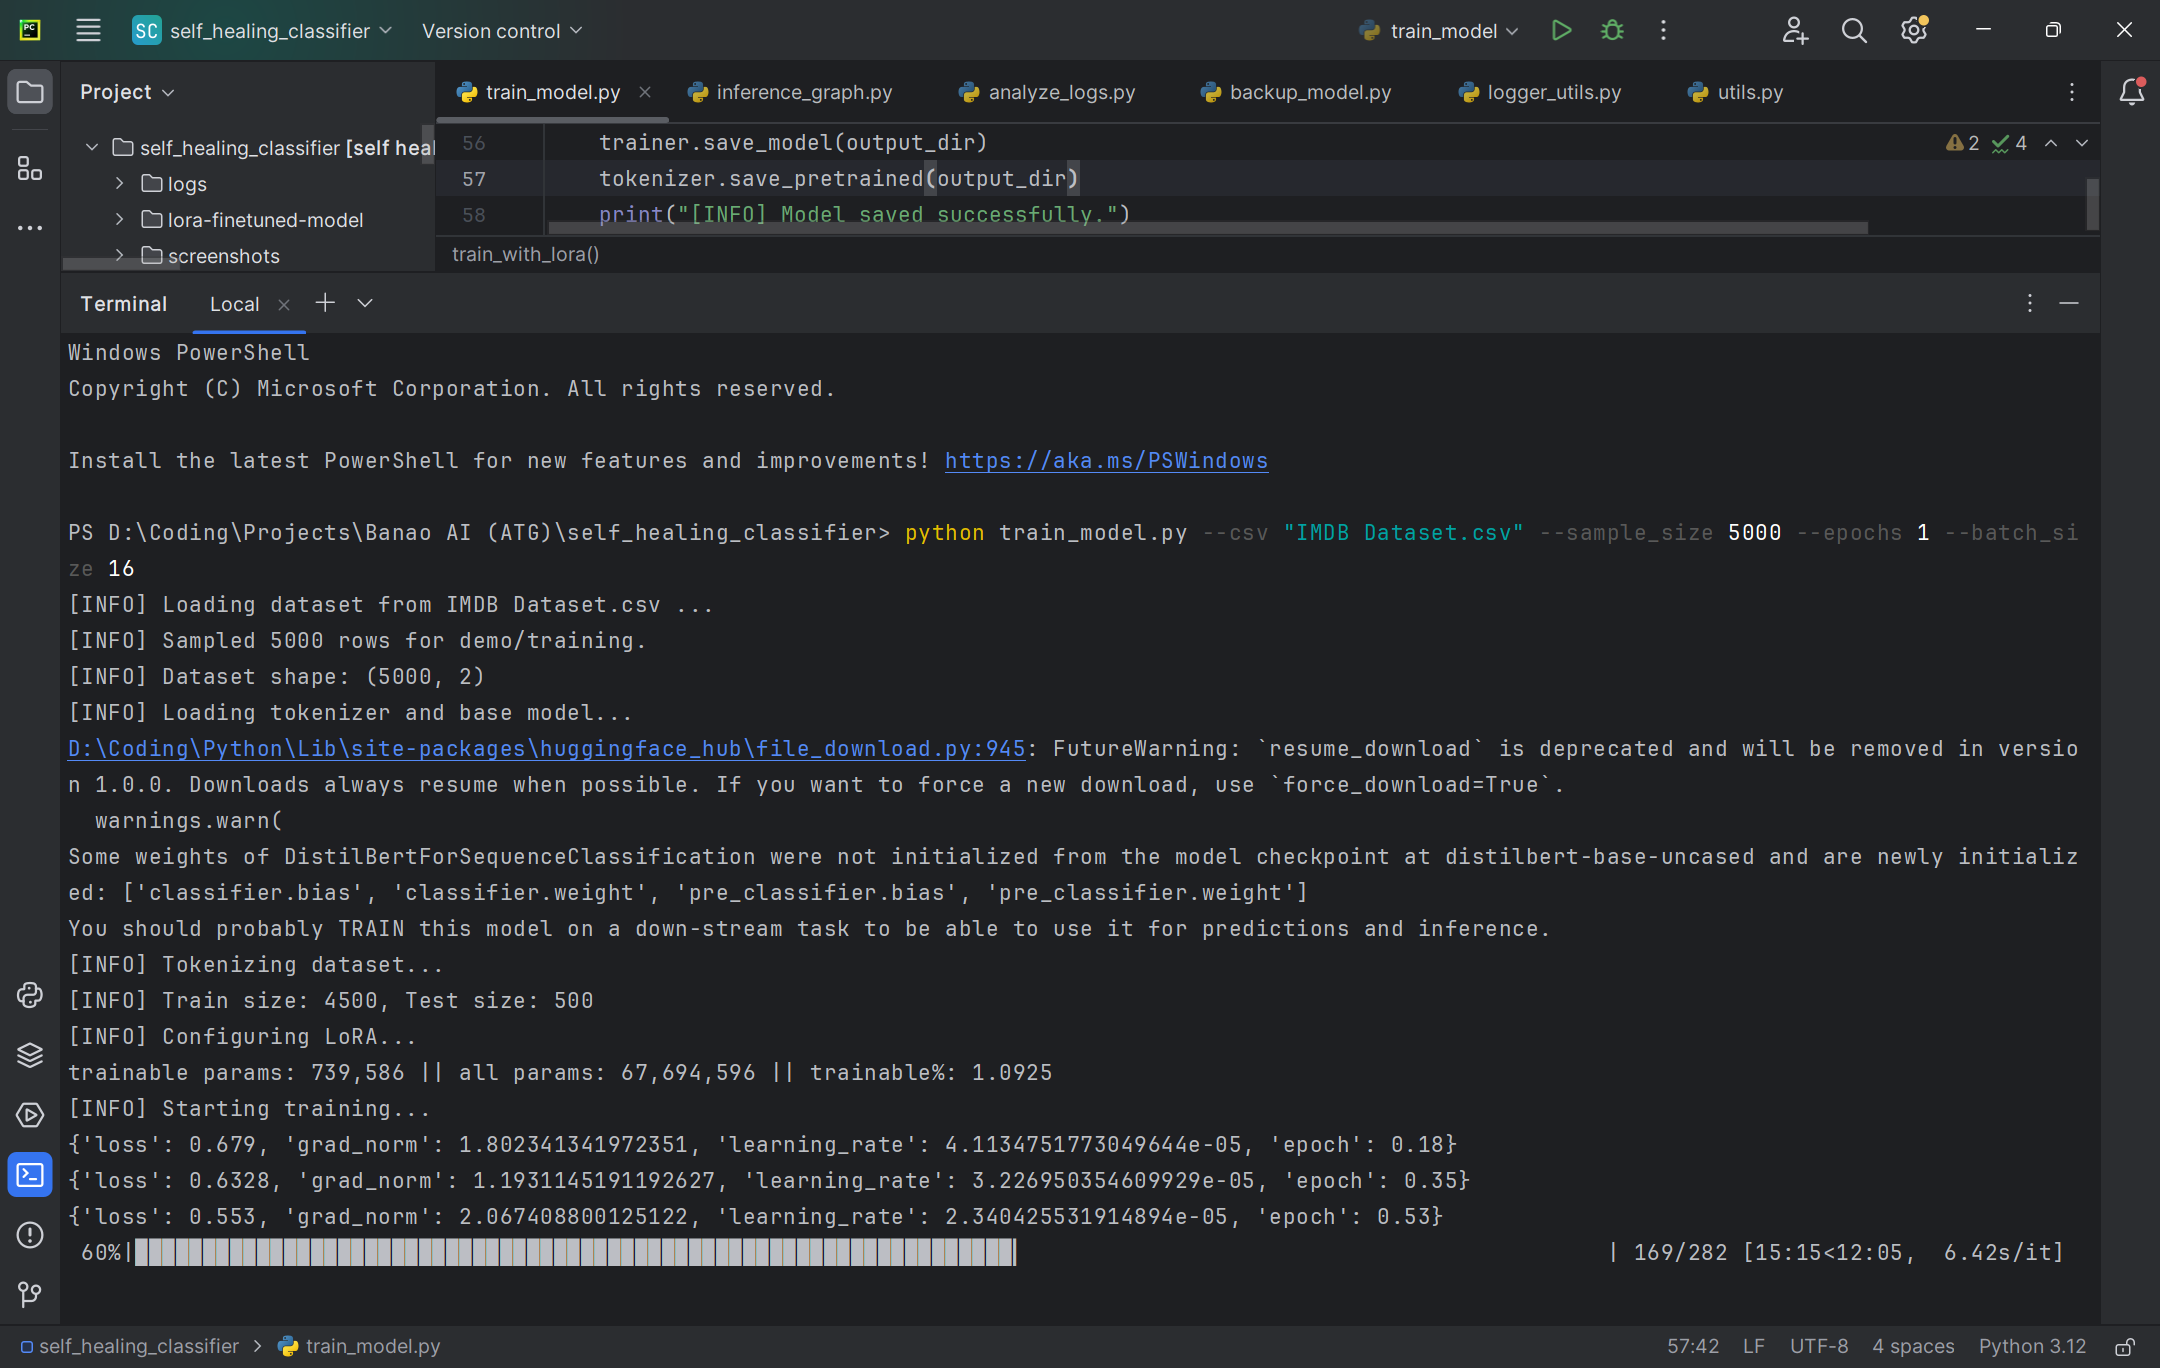 PC
SC self_healing_classifier
Version control
train_model
Project
train_model.py
inference_graph.py
analyze_logs.py
backup_model.py
logger_utils.py
utils.py
self_healing_classifier [self hea
logs
lora-finetuned-model
screenshots
56 trainer.save_model(output_dir)
57 tokenizer.save_pretrained(output_dir)
58 print("[INFO] Model saved successfully.")
2 4
train_with_lora()
Terminal Local
Windows PowerShell
Copyright (C) Microsoft Corporation. All rights reserved.
Install the latest PowerShell for new features and improvements! https://aka.ms/PSWindows
PS D:\Coding\Projects\Banao AI (ATG)\self_healing_classifier> python train_model.py --csv "IMDB Dataset.csv" --sample_size 5000 --epochs 1 --batch_si
ze 16
[INFO] Loading dataset from IMDB Dataset.csv ...
[INFO] Sampled 5000 rows for demo/training.
[INFO] Dataset shape: (5000, 2)
[INFO] Loading tokenizer and base model...
D:\Coding\Python\Lib\site-packages\huggingface_hub\file_download.py:945: FutureWarning: `resume_download` is deprecated and will be removed in versio
n 1.0.0. Downloads always resume when possible. If you want to force a new download, use `force_download=True`.
warnings.warn(
Some weights of DistilBertForSequenceClassification were not initialized from the model checkpoint at distilbert-base-uncased and are newly initializ
ed: ['classifier.bias', 'classifier.weight', 'pre_classifier.bias', 'pre_classifier.weight']
You should probably TRAIN this model on a down-stream task to be able to use it for predictions and inference.
[INFO] Tokenizing dataset...
[INFO] Train size: 4500, Test size: 500
[INFO] Configuring LoRA...
trainable params: 739,586 || all params: 67,694,596 || trainable%: 1.0925
[INFO] Starting training...
{'loss': 0.679, 'grad_norm': 1.802341341972351, 'learning_rate': 4.1134751773049644e-05, 'epoch': 0.18}
{'loss': 0.6328, 'grad_norm': 1.1931145191192627, 'learning_rate': 3.226950354609929e-05, 'epoch': 0.35}
{'loss': 0.553, 'grad_norm': 2.067408800125122, 'learning_rate': 2.340425531914894e-05, 'epoch': 0.53}
60%| | 169/282 [15:15<12:05, 6.42s/it]
self_healing_classifier > train_model.py
57:42 LF UTF-8 4 spaces Python 3.12